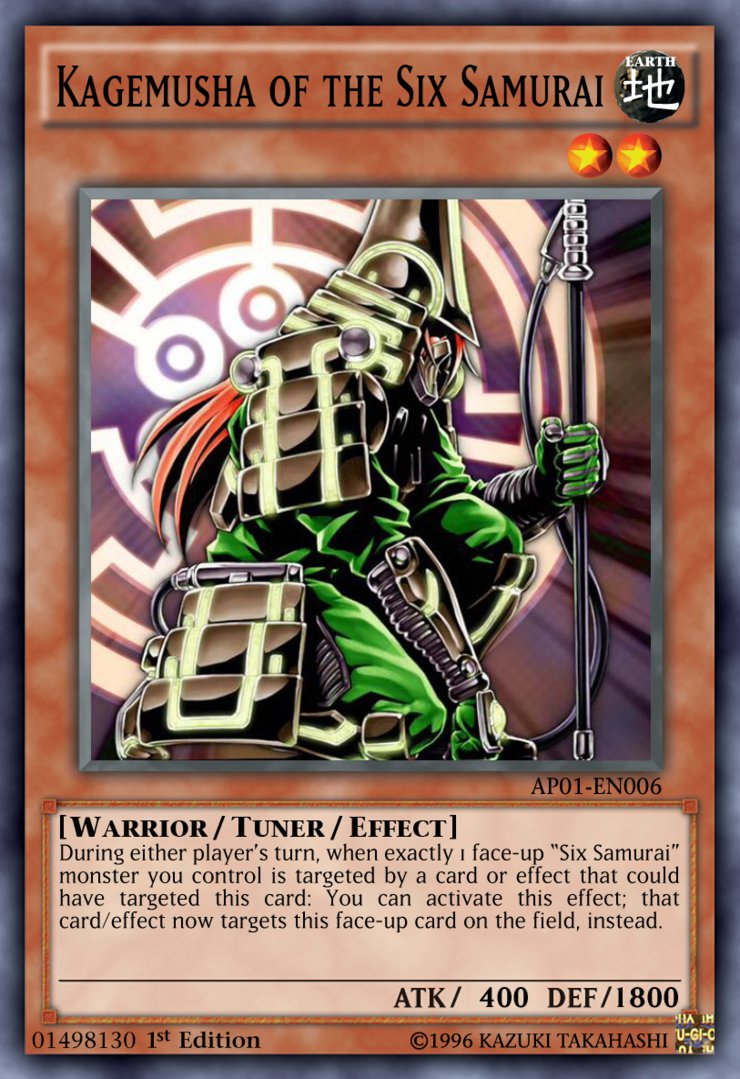 Kagemusha of the Six Samurai
EARTH
地
AP01-EN006
[Warrior / Tuner / Effect]
During either player's turn, when exactly 1 face-up "Six Samurai"
monster you control is targeted by a card or effect that could
have targeted this card: You can activate this effect; that
card/effect now targets this face-up card on the field, instead.
ATK/ 400 DEF/1800
01498130 1st Edition
©1996 KAZUKI TAKAHASHI